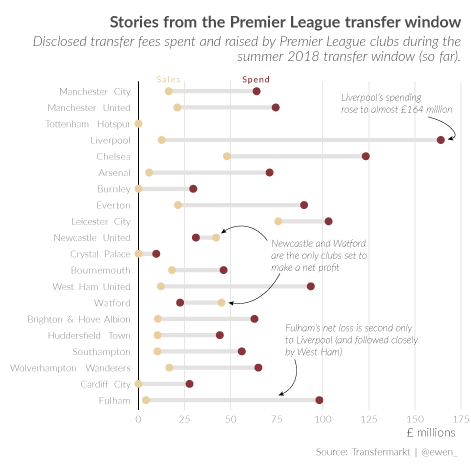 Stories from the Premier League transfer window
Disclosed transfer fees spent and raised by Premier League clubs during the
summer 2018 transfer window (so far).
Sales
Spend
Manchester City
Manchester United
Tottenham Hotspur
Liverpool
Chelsea
Arsenal
Burnley
Everton
Leicester City
Newcastle United
Crystal Palace
Bournemouth
West Ham United
Watford
Brighton & Hove Albion
Huddersfield Town
Southampton
Wolverhampton Wanderers
Cardiff City
Fulham
Liverpool's spending
rose to almost £164 million
Newcastle and Watford
are the only clubs set to
make a net profit
Fulham's net loss is second only
to Liverpool (and followed closely
by West Ham)
0 25 50 75 100 125 150 175
£ millions
Source: Transfermarkt | @ewen_